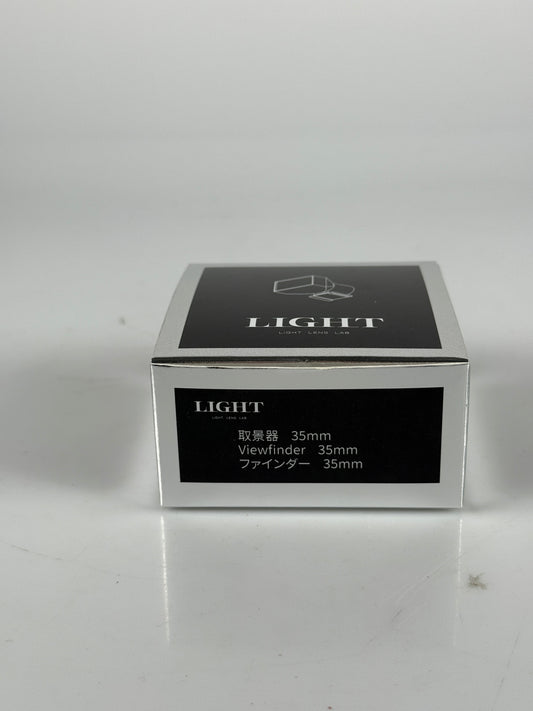 LIGHT
LIGHT LENS LAB
LIGHT
LIGHT LENS LAB
取景器 35mm
Viewfinder 35mm
ファインダー 35mm